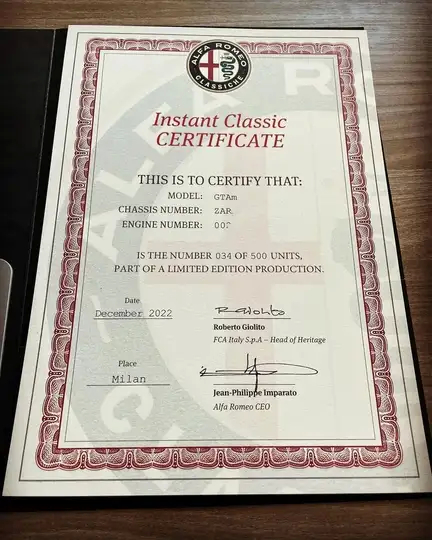 ALFA ROMEO
CLASSICHE
Instant Classic
CERTIFICATE
THIS IS TO CERTIFY THAT:
MODEL: GTAm
CHASSIS NUMBER: ZAR
ENGINE NUMBER:
IS THE NUMBER 034 OF 500 UNITS,
PART OF A LIMITED EDITION PRODUCTION.
Date
December 2022
Roberto Giolito
FCA Italy S.p.A – Head of Heritage
Place
Milan
Jean-Philippe Imparato
Alfa Romeo CEO